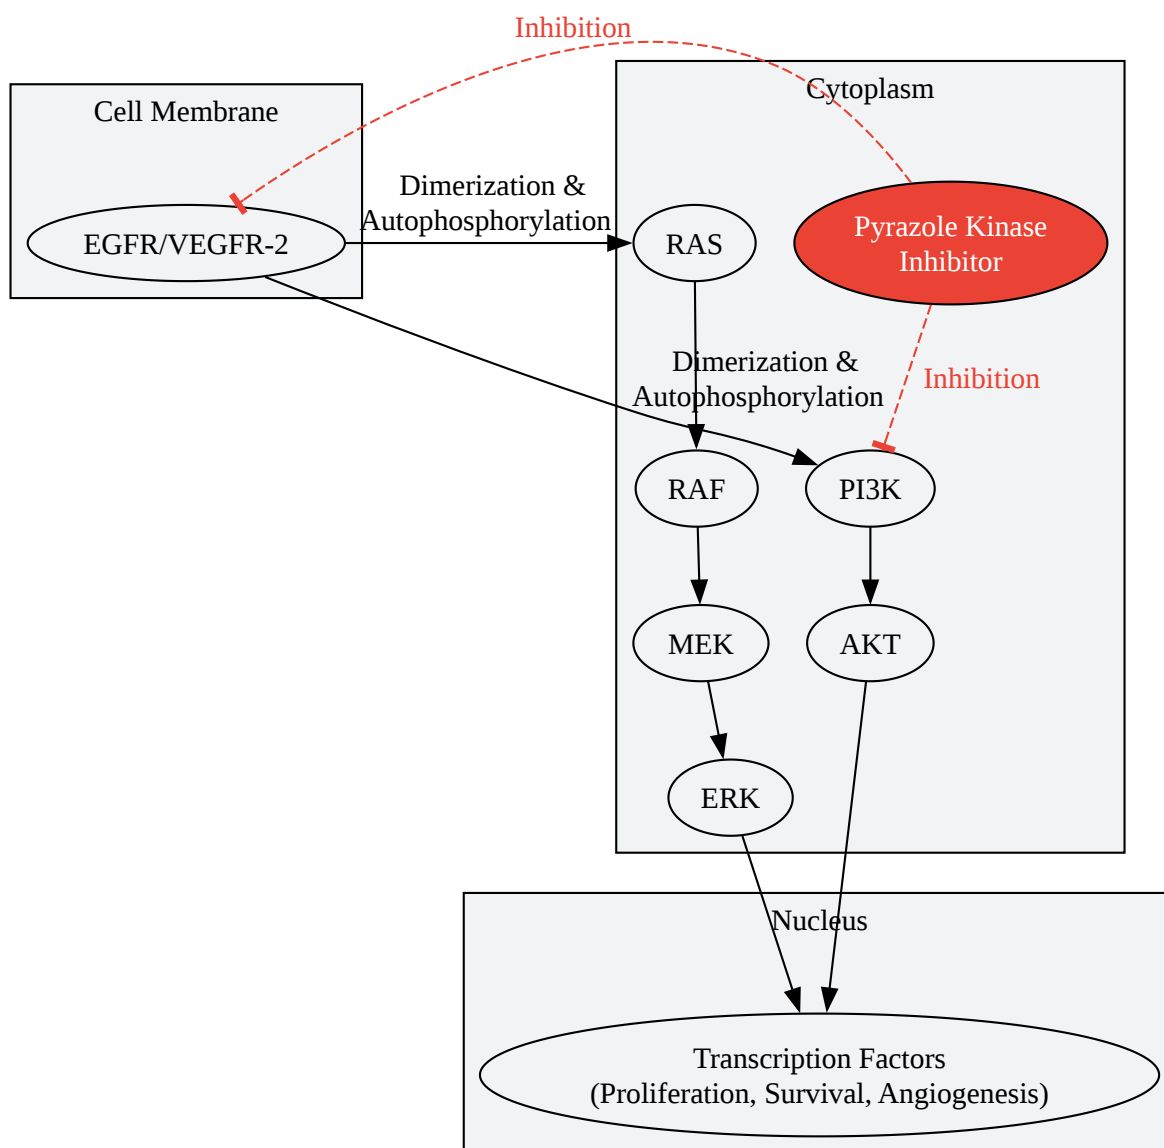 Inhibition
Cytoplasm
Cell Membrane
Dimerization &
Autophosphorylation
EGFR/VEGFR-2
RAS
Pyrazole Kinase
Inhibitor
Dimerization &
Autophosphorylation
Inhibition
RAF
PI3K
MEK
AKT
ERK
Nucleus
Transcription Factors
(Proliferation, Survival, Angiogenesis)